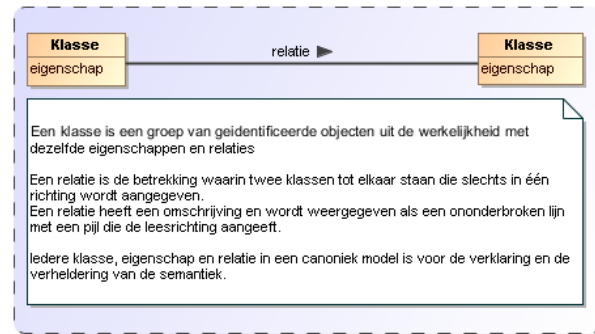 Klasse
eigenschap
relatie
Klasse
eigenschap
Een klasse is een groep van geidentificeerde objecten uit de werkelijkheid met
dezelfde eigenschappen en relaties
Een relatie is de betrekking waarin twee klassen tot elkaar staan die slechts in één
richting wordt aangegeven.
Een relatie heeft een omschrijving en wordt weergegeven als een ononderbroken lijn
met een pijl die de leesrichting aangeeft.
Iedere klasse, eigenschap en relatie in een canoniek model is voor de verklaring en de
verheldering van de semantiek.